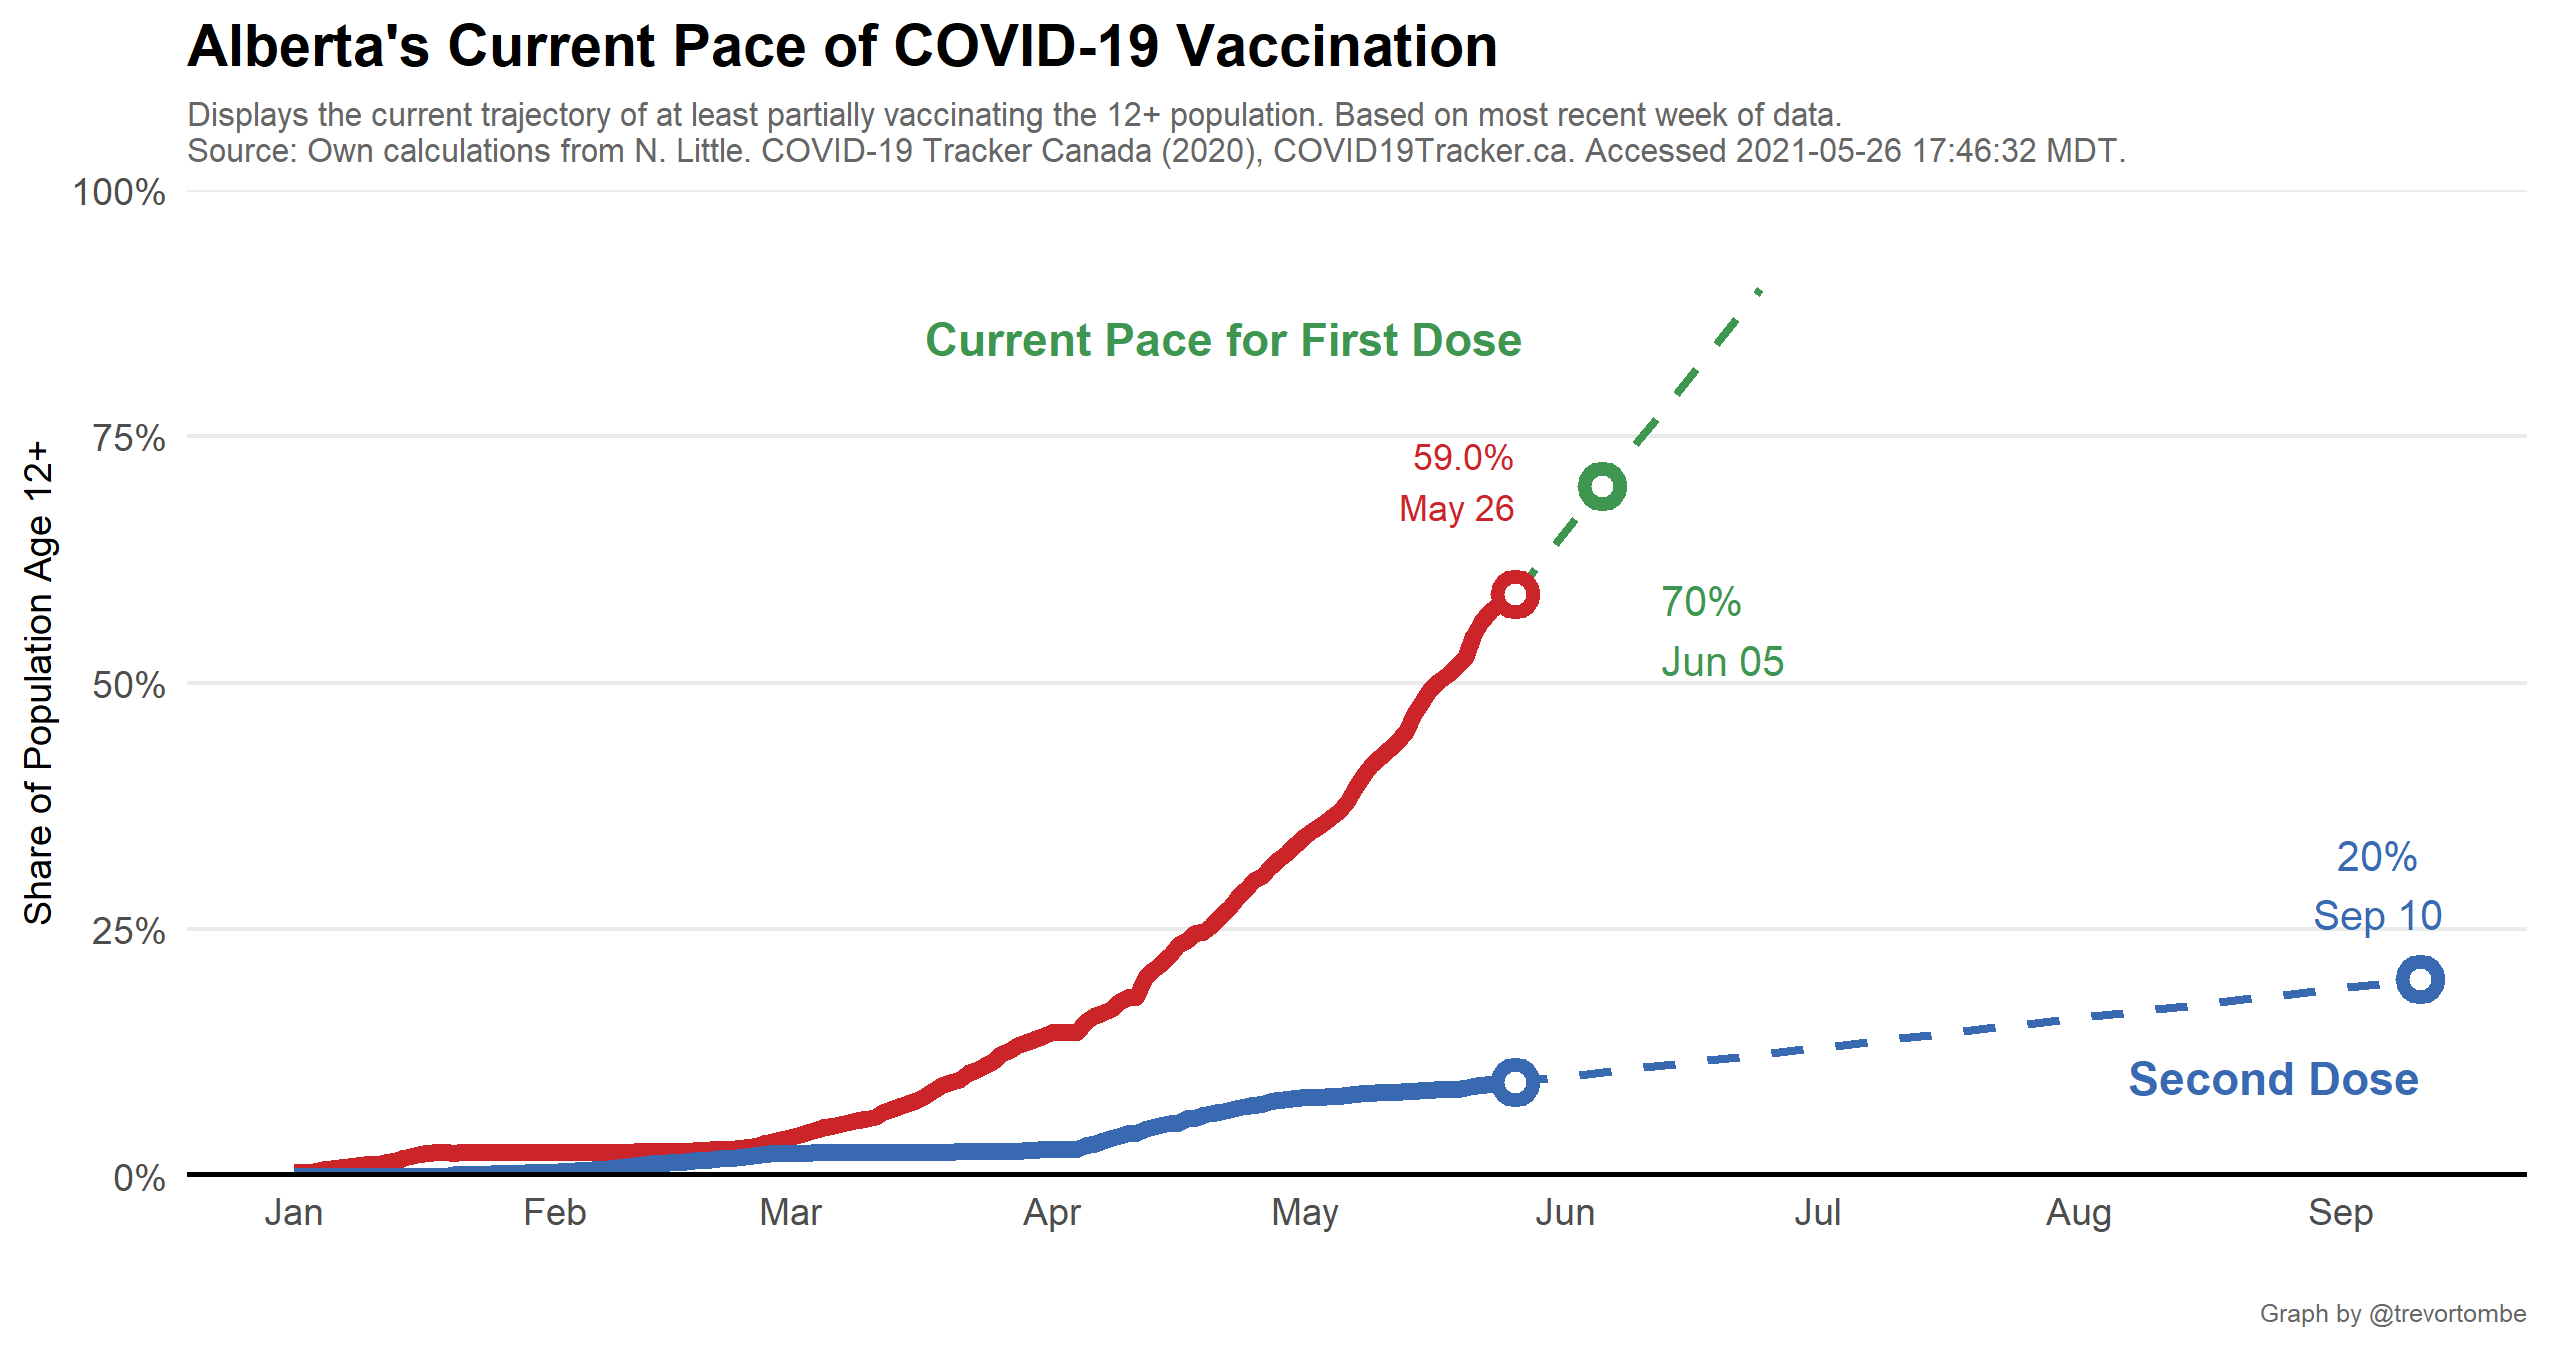 Alberta's Current Pace of COVID-19 Vaccination
Displays the current trajectory of at least partially vaccinating the 12+ population. Based on most recent week of data.
Source: Own calculations from N. Little. COVID-19 Tracker Canada (2020), COVID19Tracker.ca. Accessed 2021-05-26 17:46:32 MDT.
100%
75%
50%
25%
0%
Share of Population Age 12+
Current Pace for First Dose
59.0%
May 26
70%
Jun 05
20%
Sep 10
Second Dose
Jan
Feb
Mar
Apr
May
Jun
Jul
Aug
Sep
Graph by @trevortombe